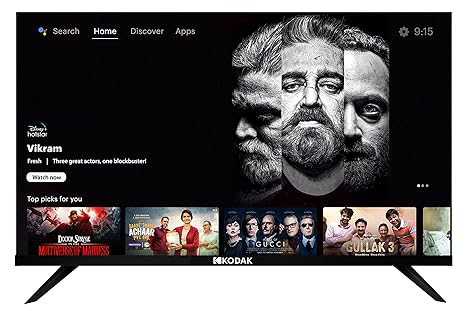 Search Home Discover Apps 9:15
Disney+
hotstar
Vikram
Fresh | Three great actors, one blockbuster!
Watch now
Top picks for you
DOCTOR STRANGE
MULTIVERSE OF MADNESS
ACHAAR
GUCCI
GULLAK 3
KODAK